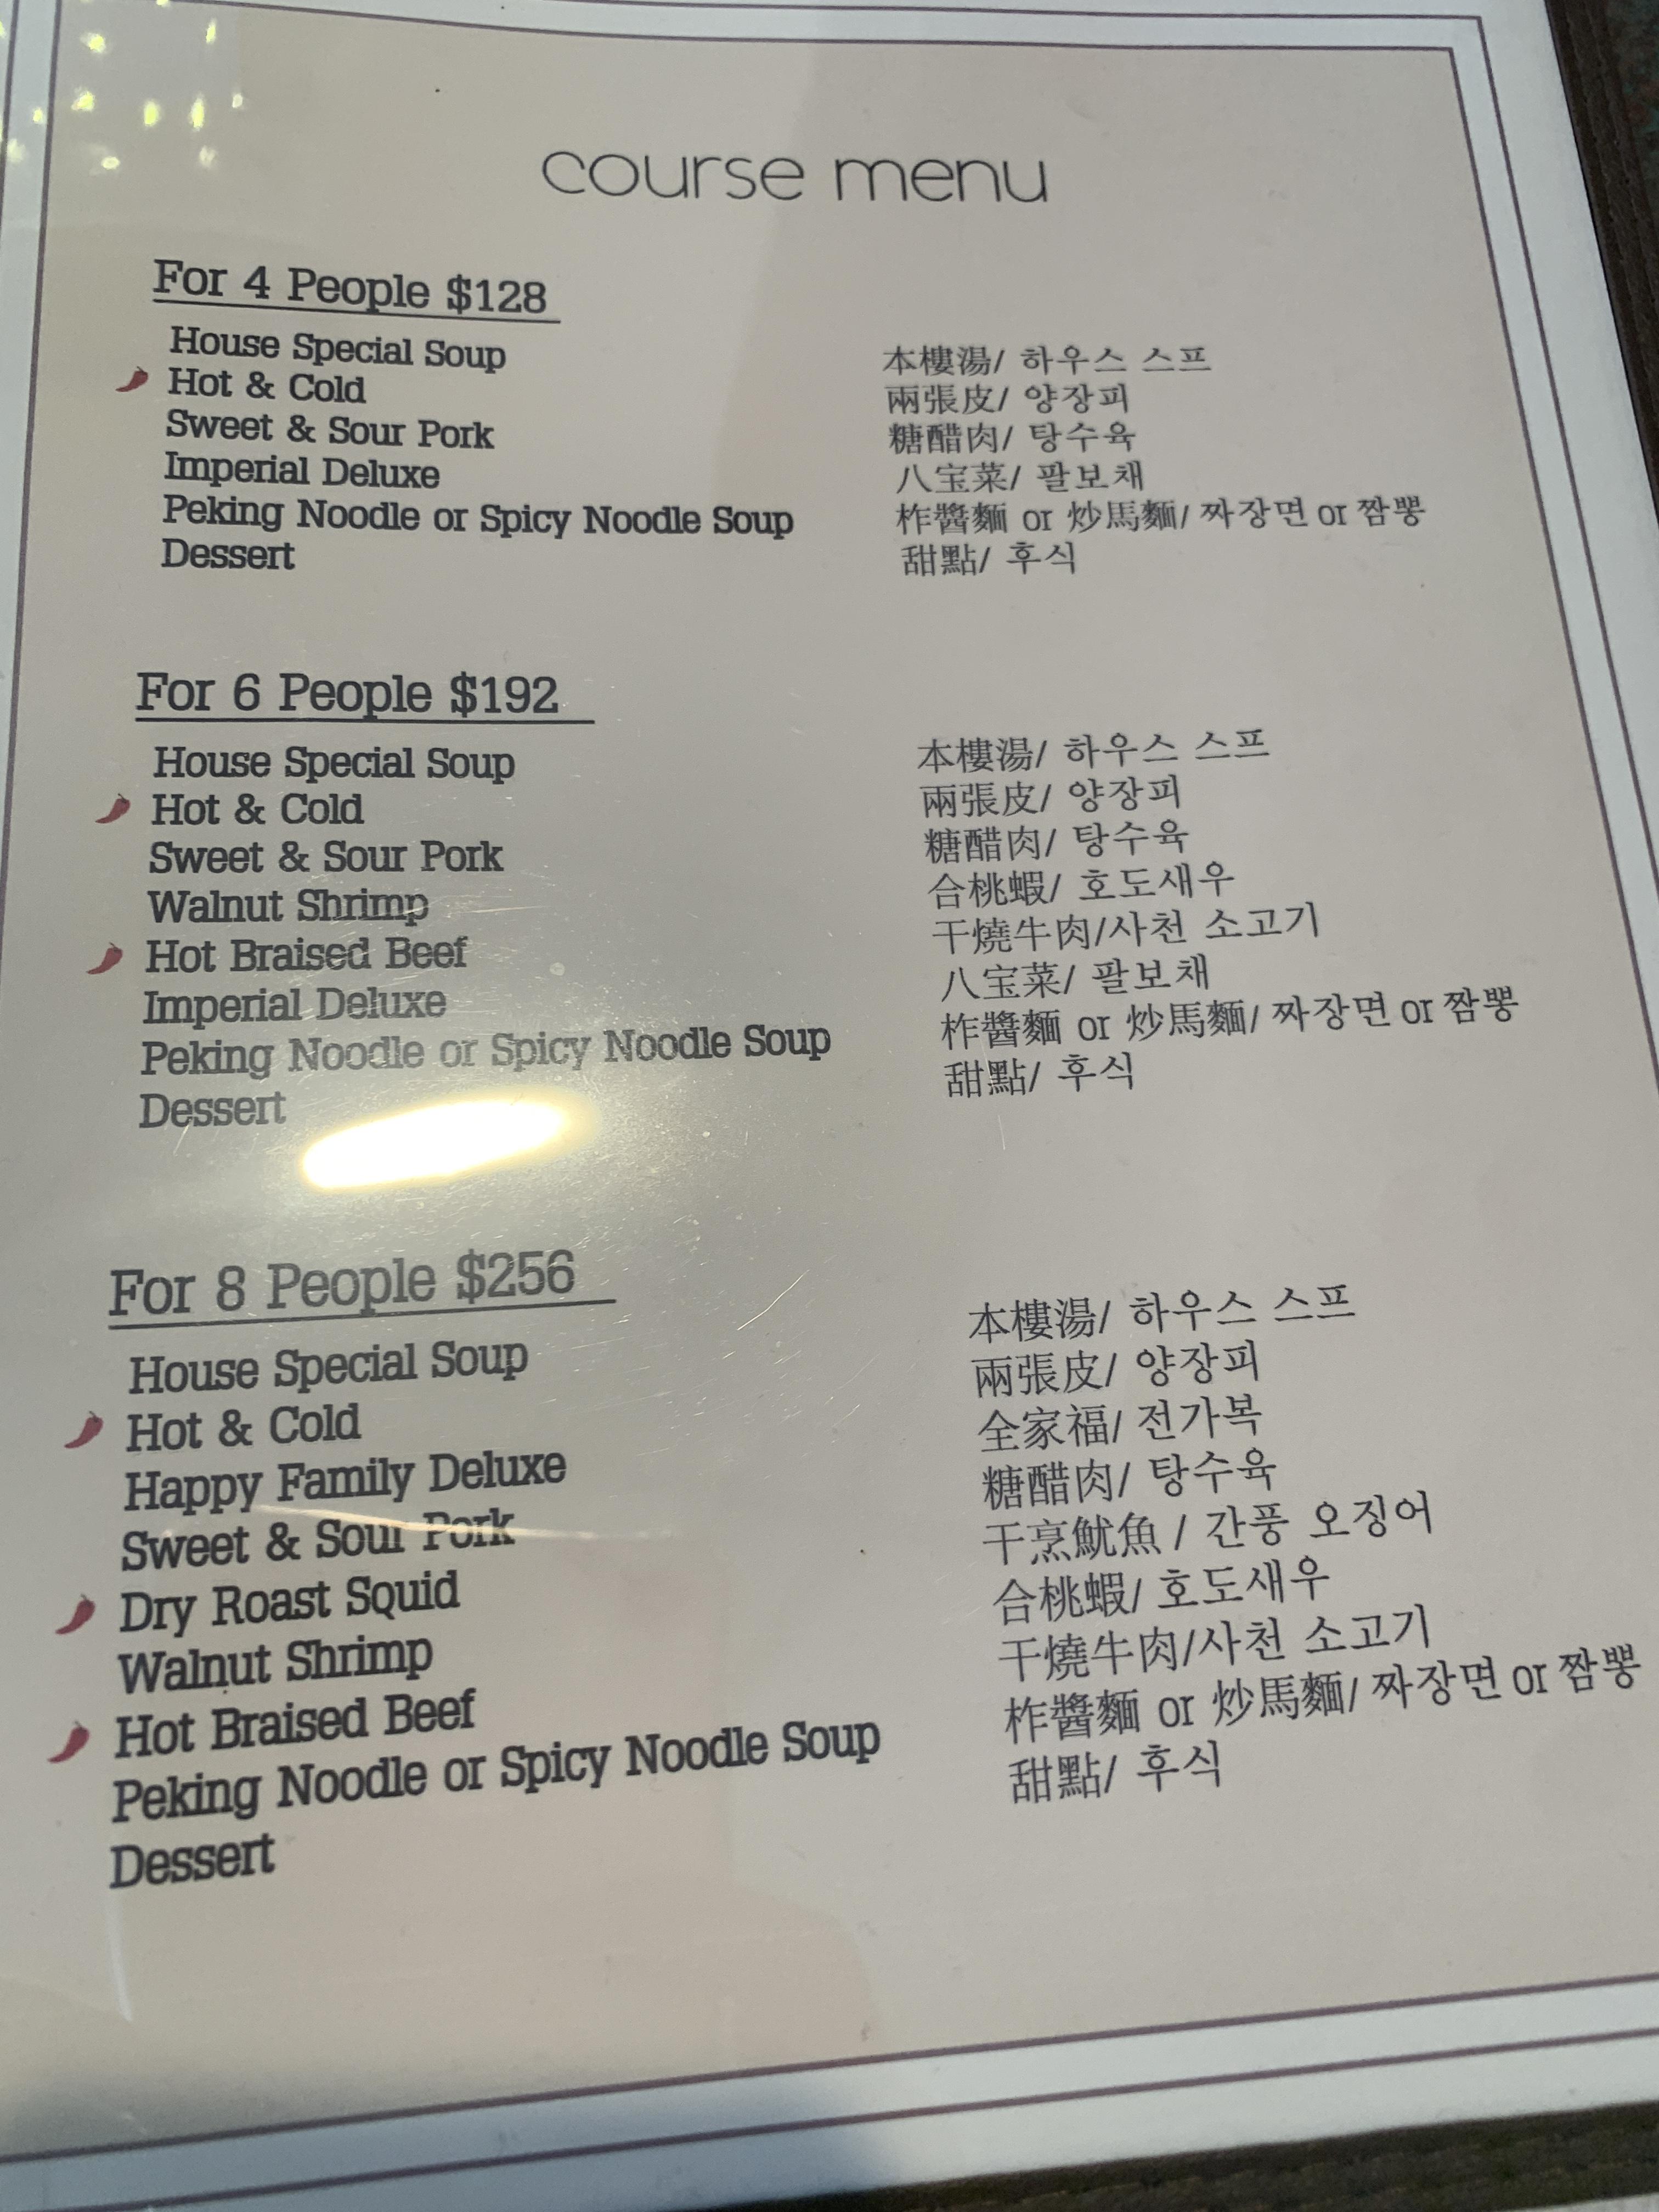 course menu
For 4 People $128
House Special Soup 本樓湯/ 하우스 스프
Hot & Cold 兩張皮/ 양장피
Sweet & Sour Pork 糖醋肉/ 탕수육
Imperial Deluxe 八宝菜/ 팔보채
Peking Noodle or Spicy Noodle Soup 柞醬麵 or 炒馬麵/ 짜장면 or 짬뽕
Dessert 甜點/ 후식
For 6 People $192
House Special Soup 本樓湯/ 하우스 스프
Hot & Cold 兩張皮/ 양장피
Sweet & Sour Pork 糖醋肉/ 탕수육
Walnut Shrimp 合桃蝦/ 호도새우
Hot Braised Beef 干燒牛肉/사천 소고기
Imperial Deluxe 八宝菜/ 팔보채
Peking Noodle or Spicy Noodle Soup 柞醬麵 or 炒馬麵/ 짜장면 or 짬뽕
Dessert 甜點/ 후식
For 8 People $256
House Special Soup 本樓湯/ 하우스 스프
Hot & Cold 兩張皮/ 양장피
Happy Family Deluxe 全家福/ 전가복
Sweet & Sour Pork 糖醋肉/ 탕수육
Dry Roast Squid 干烹魷魚 / 간풍 오징어
Walnut Shrimp 合桃蝦/ 호도새우
Hot Braised Beef 干燒牛肉/사천 소고기
Peking Noodle or Spicy Noodle Soup 柞醬麵 or 炒馬麵/ 짜장면 or 짬뽕
Dessert 甜點/ 후식